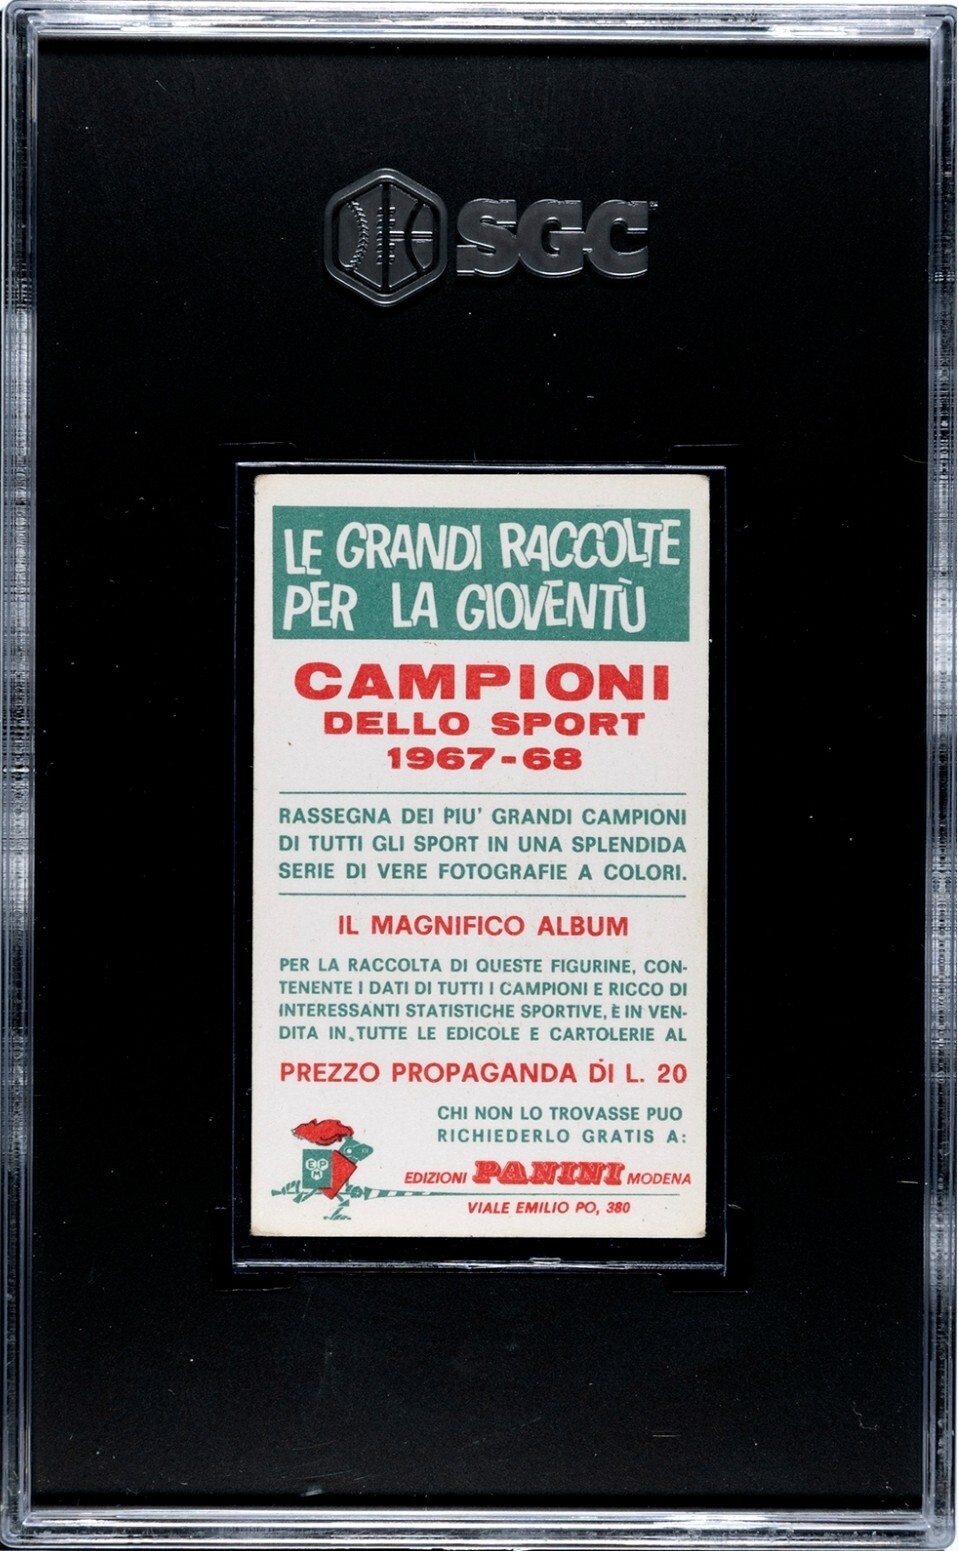 SGC
LE GRANDI RACCOLTE
PER LA GIOVENTÙ
CAMPIONI
DELLO SPORT
1967-68
RASSEGNA DEI PIU' GRANDI CAMPIONI
DI TUTTI GLI SPORT IN UNA SPLENDIDA
SERIE DI VERE FOTOGRAFIE A COLORI.
IL MAGNIFICO ALBUM
PER LA RACCOLTA DI QUESTE FIGURINE, CON-
TENENTE I DATI DI TUTTI I CAMPIONI E RICCO DI
INTERESSANTI STATISTICHE SPORTIVE, È IN VEN-
DITA IN TUTTE LE EDICOLE E CARTOLERIE AL
PREZZO PROPAGANDA DI L. 20
CHI NON LO TROVASSE PUO
RICHIEDERLO GRATIS A:
EPM
EDIZIONI PANINI MODENA
VIALE EMILIO PO, 380